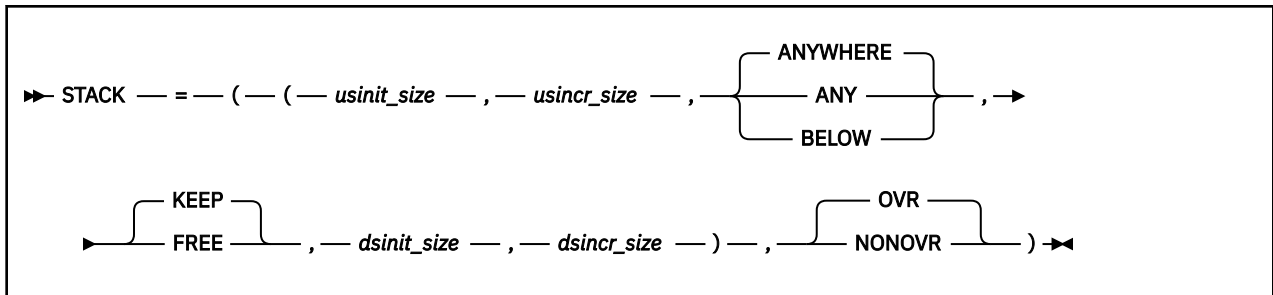 ANYWHERE
STACK = ( ( usinit_size , usincr_size , ANY ,
BELOW
KEEP OVR
FREE , dsinit_size , dsincr_size ) , NONOVR )